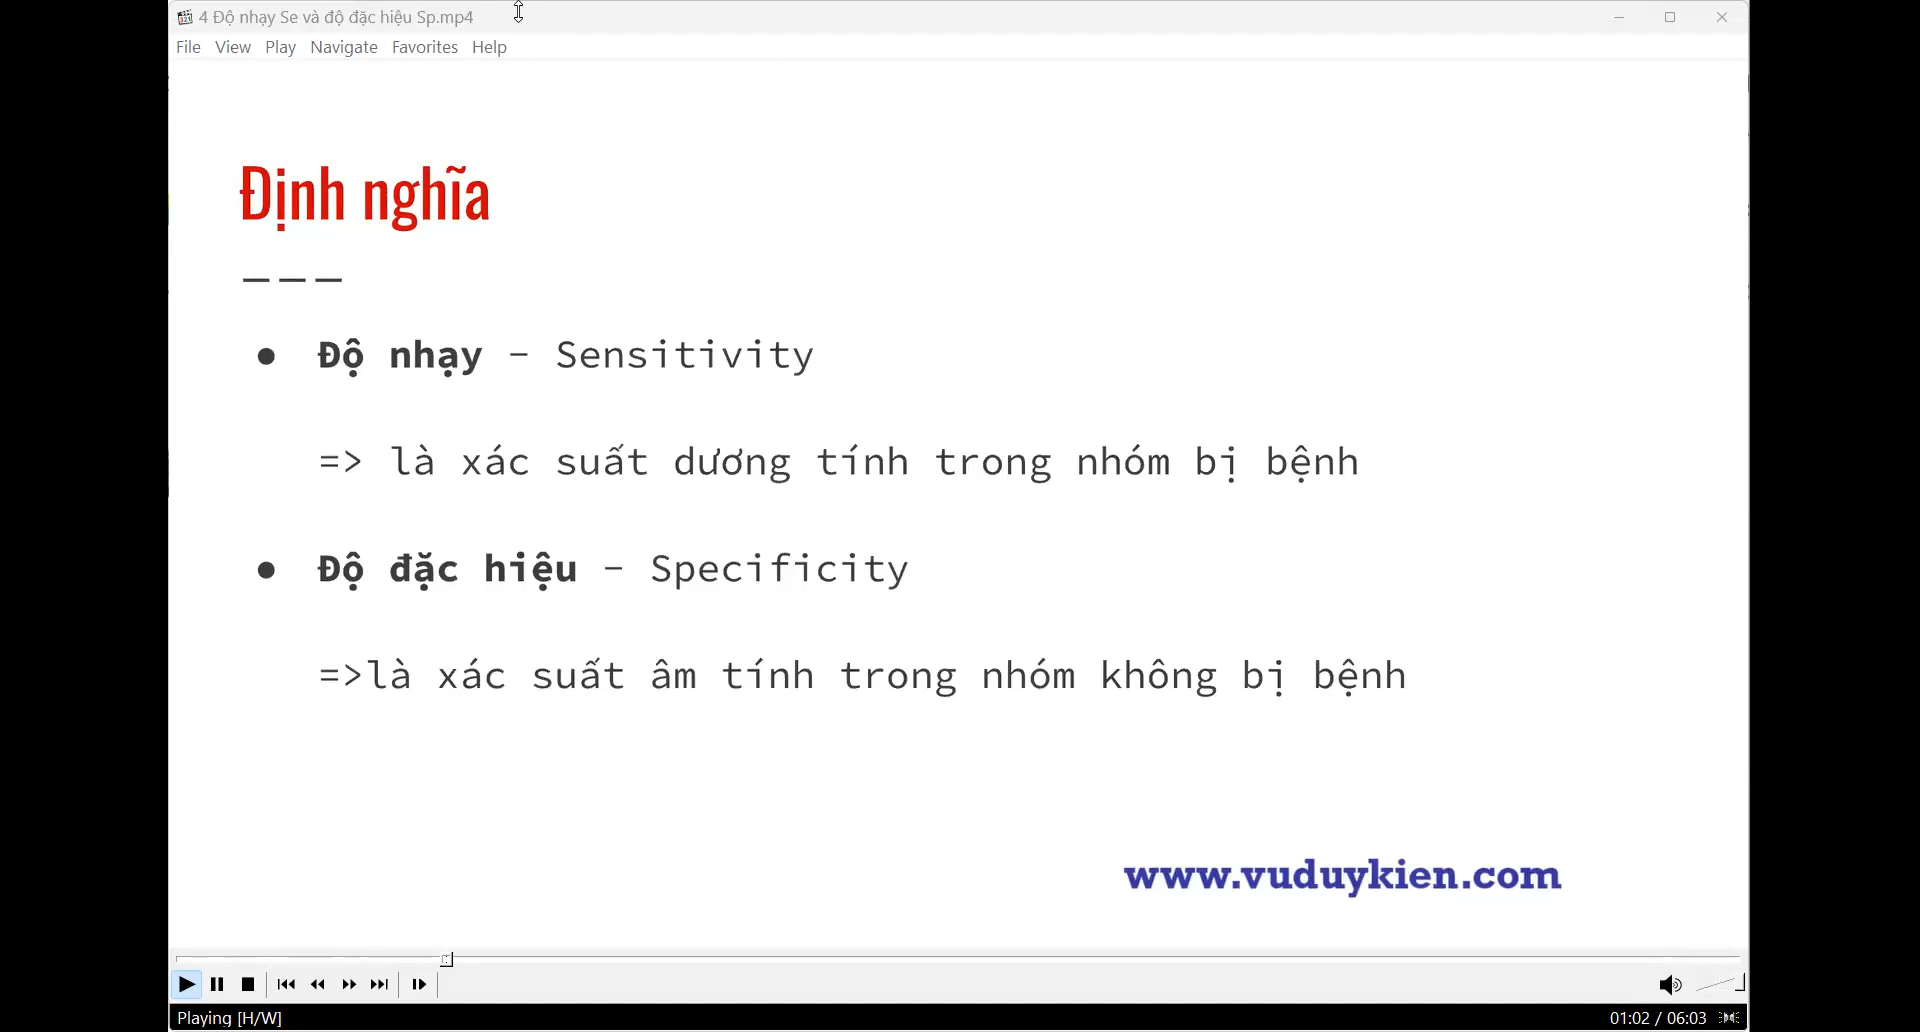 4 Độ nhạy Se và độ đặc hiệu Sp.mp4
File View Play Navigate Favorites Help
Định nghĩa
———
● Độ nhạy - Sensitivity
=> là xác suất dương tính trong nhóm bị bệnh
● Độ đặc hiệu - Specificity
=>là xác suất âm tính trong nhóm không bị bệnh
www.vuduykien.com
Playing [H/W]
01:02 / 06:03